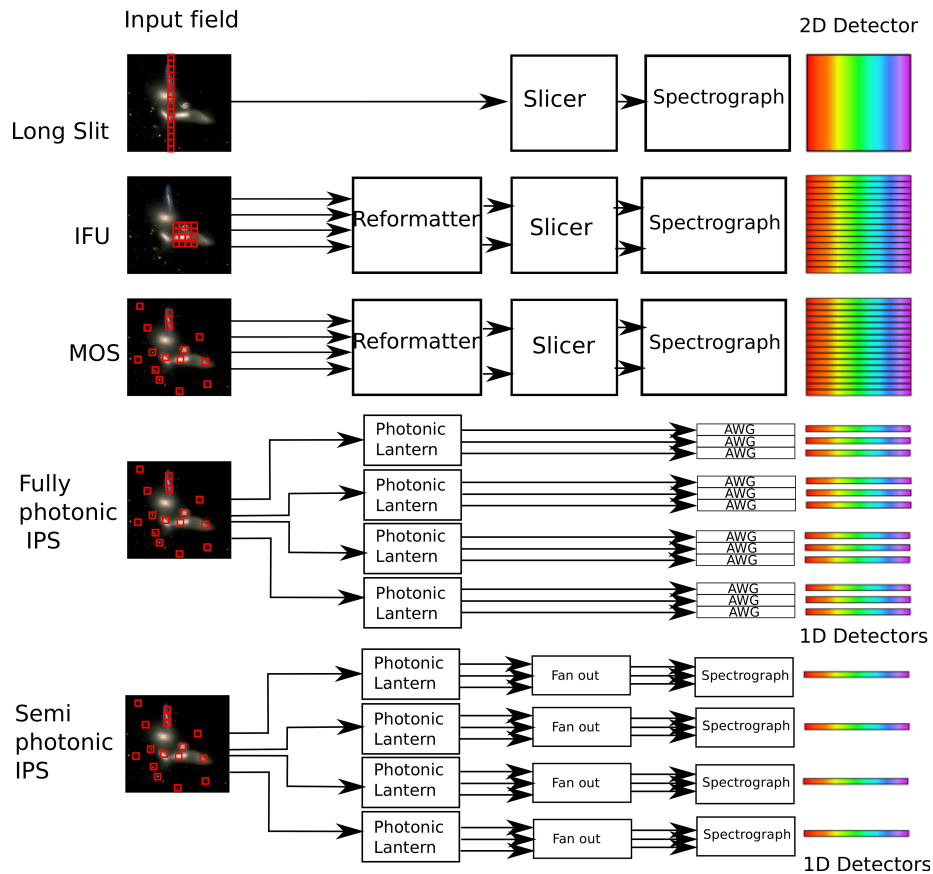 Input field
2D Detector
Long Slit
Slicer
Spectrograph
IFU
Reformatter
Slicer
Spectrograph
MOS
Reformatter
Slicer
Spectrograph
Fully
photonic
IPS
Photonic
Lantern
AWG
AWG
AWG
Photonic
Lantern
AWG
AWG
AWG
Photonic
Lantern
AWG
AWG
AWG
Photonic
Lantern
AWG
AWG
AWG
1D Detectors
Semi
photonic
IPS
Photonic
Lantern
Fan out
Spectrograph
Photonic
Lantern
Fan out
Spectrograph
Photonic
Lantern
Fan out
Spectrograph
Photonic
Lantern
Fan out
Spectrograph
1D Detectors